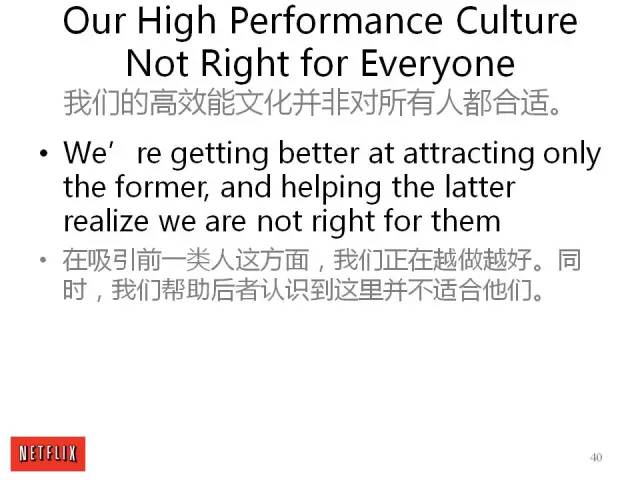 Our High Performance Culture
Not Right for Everyone
我们的高效能文化并非对所有人都合适。
• We’re getting better at attracting only
the former, and helping the latter
realize we are not right for them
• 在吸引前一类人这方面，我们正在越做越好。同
时，我们帮助后者认识到这里并不适合他们。
NETFLIX
40